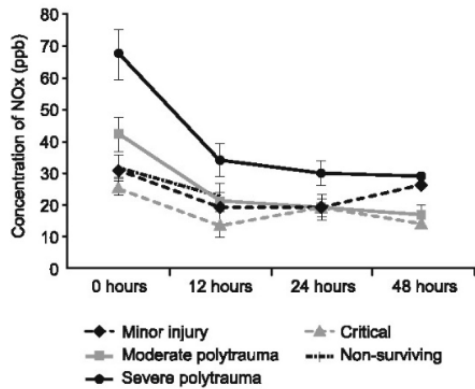 Concentration of NOx (ppb)
80
70
60
50
40
30
20
10
0
0 hours 12 hours 24 hours 48 hours
Minor injury Critical
Moderate polytrauma Non-surviving
Severe polytrauma